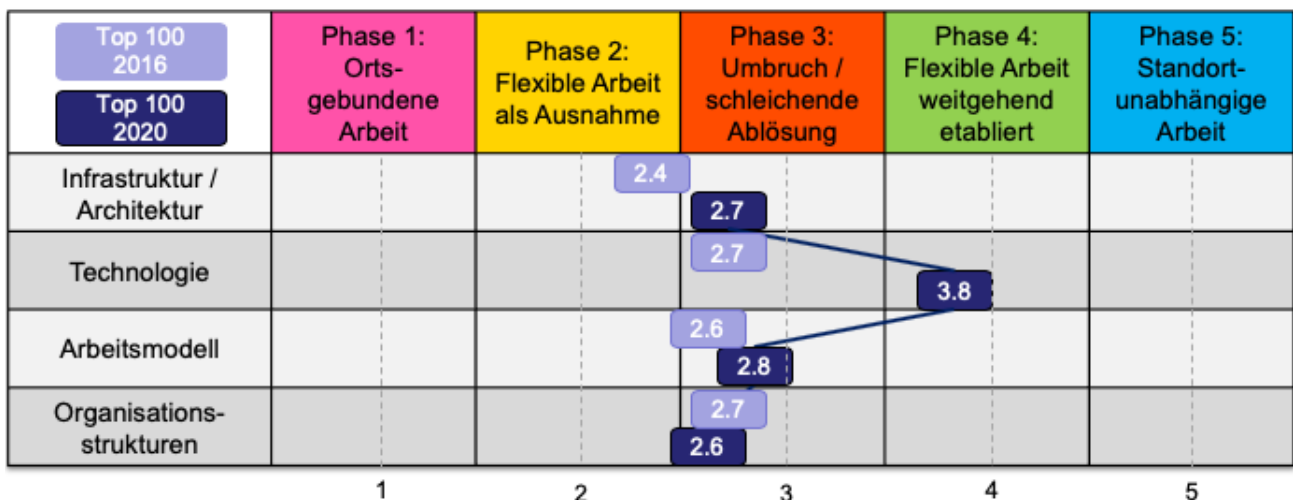 Top 100
2016
Top 100
2020
Phase 1:
Orts-
gebundene
Arbeit
Phase 2:
Flexible Arbeit
als Ausnahme
Phase 3:
Umbruch /
schleichende
Ablösung
Phase 4:
Flexible Arbeit
weitgehend
etabliert
Phase 5:
Standort-
unabhängige
Arbeit
Infrastruktur /
Architektur
2.4
2.7
Technologie
2.7
3.8
Arbeitsmodell
2.6
2.8
Organisations-
strukturen
2.7
2.6
1 2 3 4 5